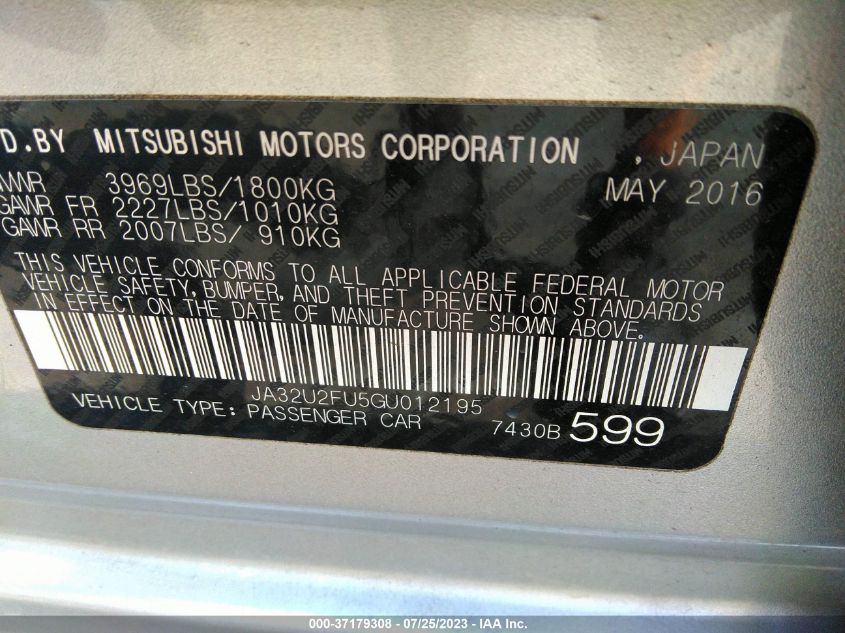 D.BY MITSUBISHI MOTORS CORPORATION , JAPAN
VWR 3969LBS/1800KG MAY 2016
GAWR FR 2227LBS/1010KG
GAWR RR 2007LBS/ 910KG
THIS VEHICLE CONFORMS TO ALL APPLICABLE FEDERAL MOTOR
VEHICLE SAFETY, BUMPER, AND THEFT PREVENTION STANDARDS
IN EFFECT ON THE DATE OF MANUFACTURE SHOWN ABOVE.
JA32U2FU5GU012195
VEHICLE TYPE: PASSENGER CAR 7430B 599
000-37179308 - 07/25/2023 - IAA Inc.